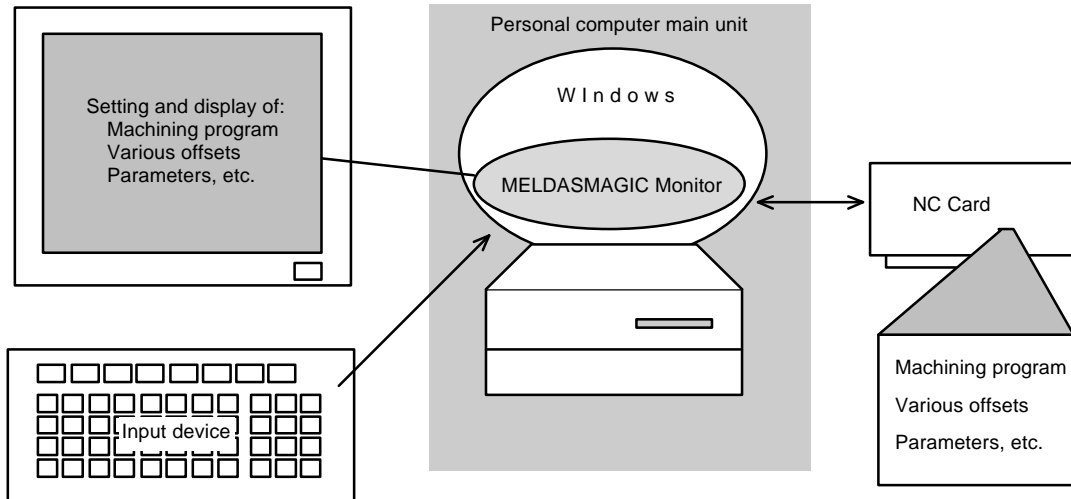 Personal computer main unit
Setting and display of:
Machining program
Various offsets
Parameters, etc.
WIndows
MELDASMAGIC Monitor
NC Card
Input device
Machining program
Various offsets
Parameters, etc.